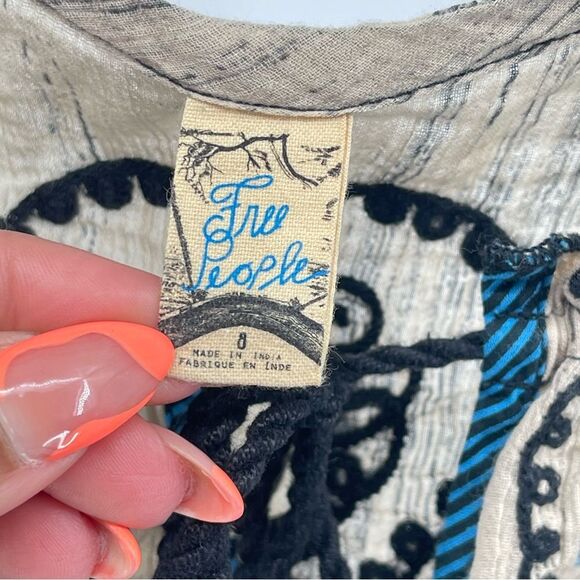 Free
People
8
MADE IN INDIA
FABRIQUE EN INDE